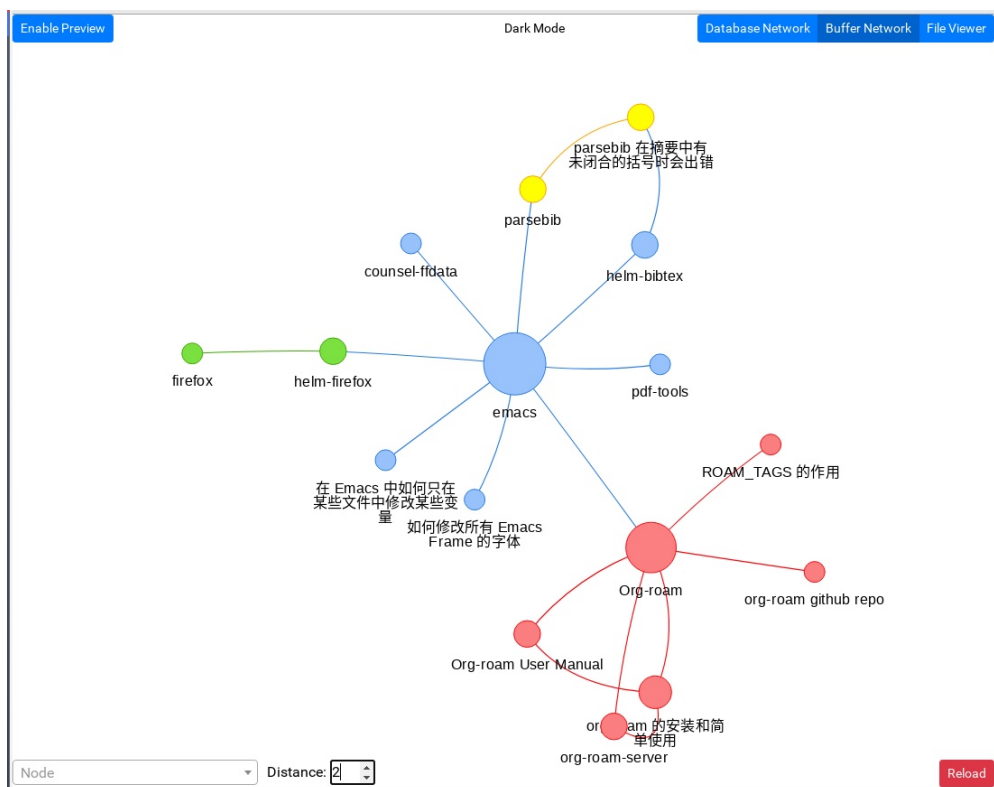 Enable Preview
Dark Mode
Database Network
Buffer Network
File Viewer
parsebib 在摘要中有
未闭合的括号时会出错
parsebib
counsel-ffdata
helm-bibtex
firefox
helm-firefox
pdf-tools
emacs
ROAM_TAGS 的作用
在 Emacs 中如何只在
某些文件中修改某些变
量
如何修改所有 Emacs
Frame 的字体
Org-roam
org-roam github repo
Org-roam User Manual
的安装和简
单使用
org-roam-server
Node
Distance:
2
Reload